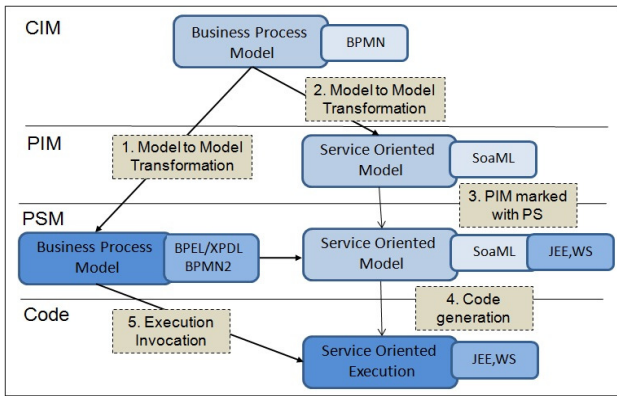 CIM
Business Process
Model
BPMN
2. Model to Model
Transformation
1. Model to Model
Transformation
PIM
Service Oriented
Model
SoaML
3. PIM marked
with PS
PSM
Business Process
Model
BPEL/XPDL
BPMN2
Service Oriented
Model
SoaML
JEE,WS
4. Code
generation
Code
5. Execution
Invocation
Service Oriented
Execution
JEE,WS